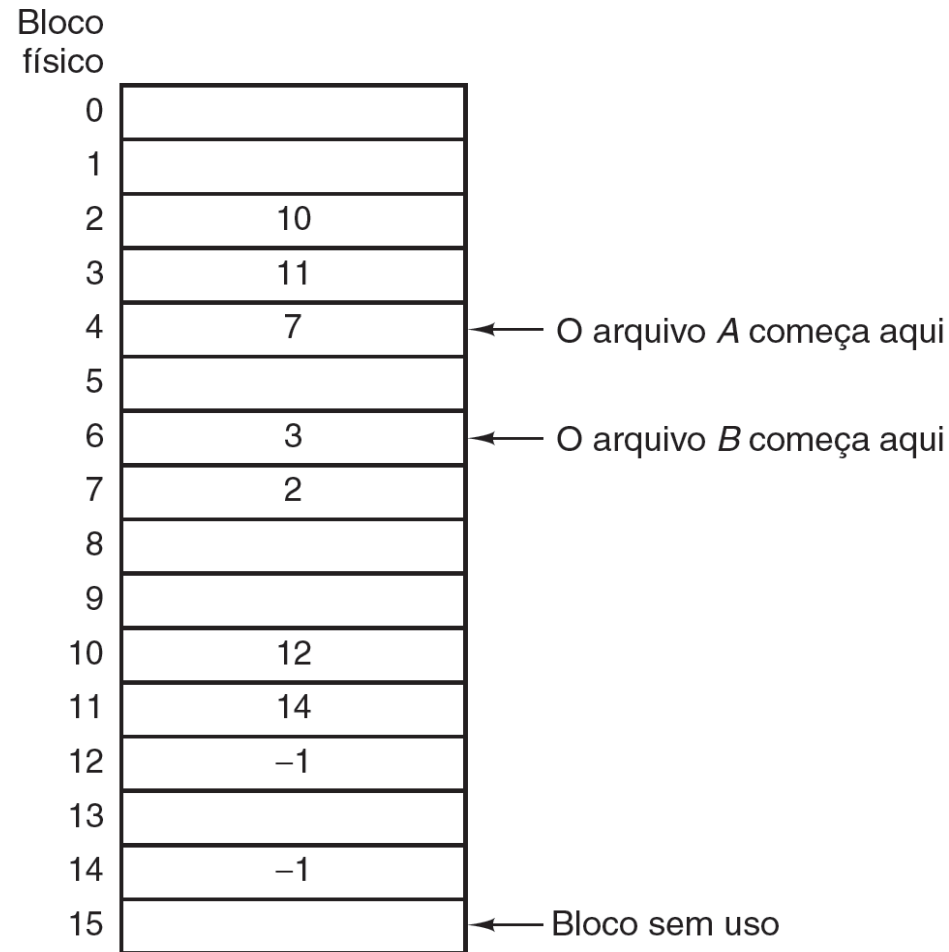 Bloco
físico
0
1
2 10
3 11
4 7 O arquivo A começa aqui
5
6 3 O arquivo B começa aqui
7 2
8
9
10 12
11 14
12 –1
13
14 –1
15 Bloco sem uso